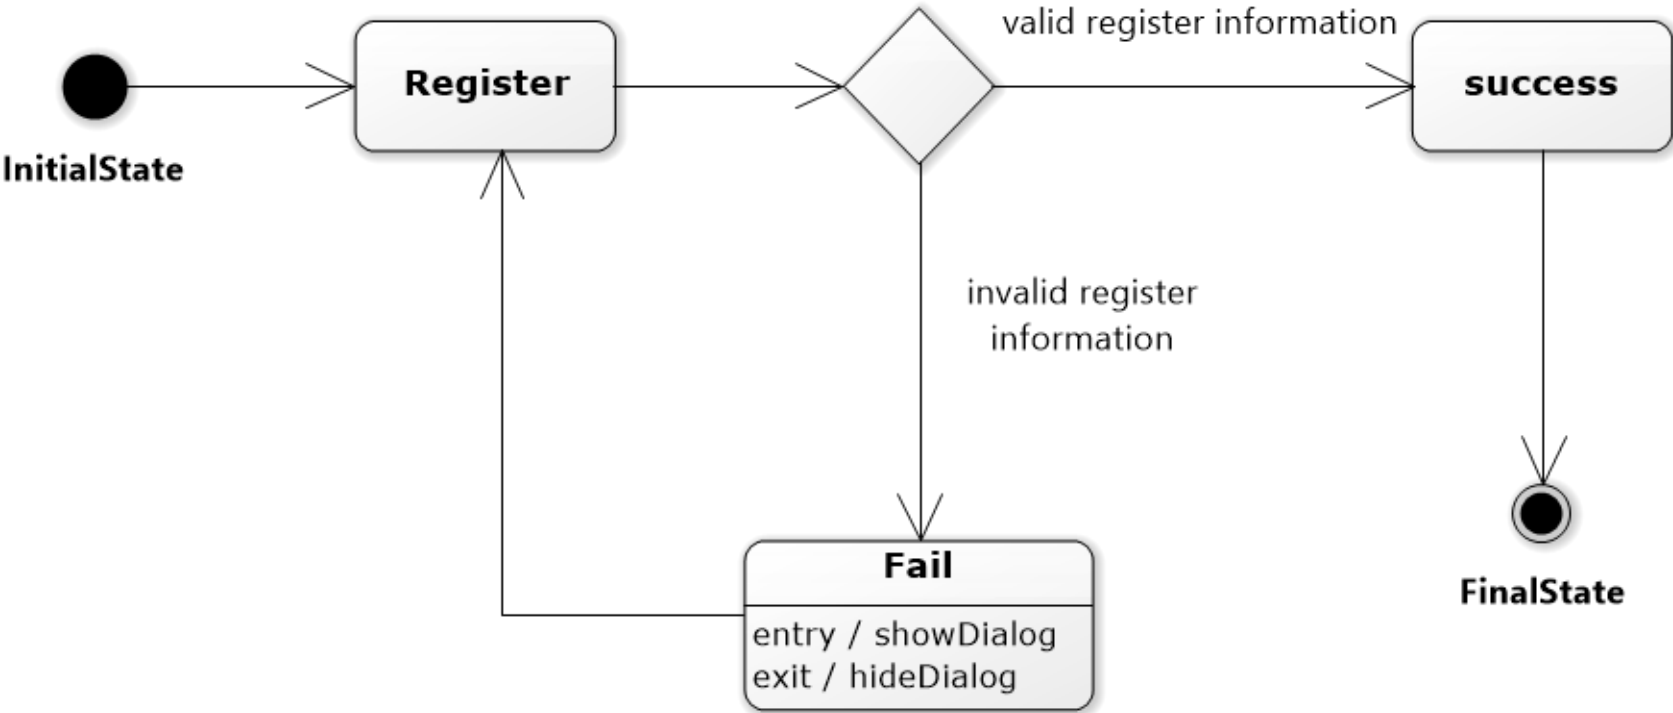 valid register information
Register
success
InitialState
invalid register
information
Fail
entry / showDialog
exit / hideDialog
FinalState